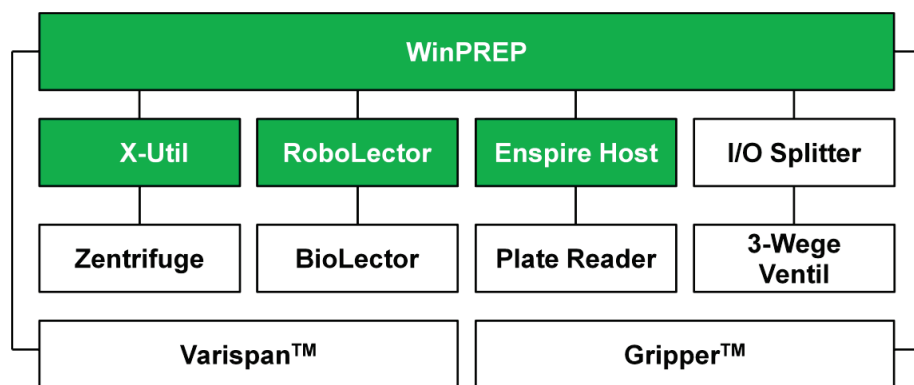 WinPREP
X-Util
RoboLector
Enspire Host
I/O Splitter
Zentrifuge
BioLector
Plate Reader
3-Wege
Ventil
Varispan™
Gripper™